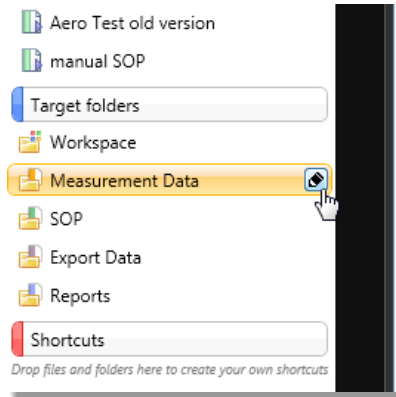 Aero Test old version
manual SOP
Target folders
Workspace
Measurement Data
SOP
Export Data
Reports
Shortcuts
Drop files and folders here to create your own shortcuts